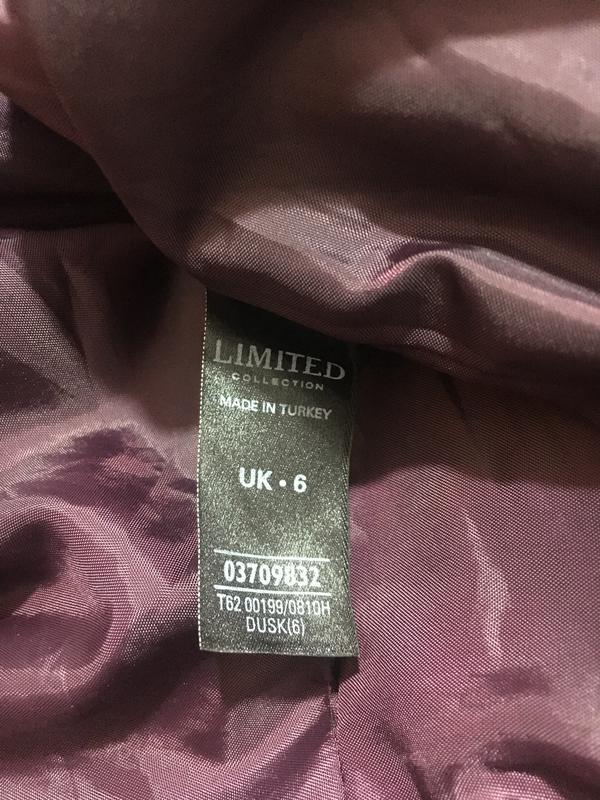 LIMITED
COLLECTION
MADE IN TURKEY
UK • 6
03709832
T62 00199/0810H
DUSK(6)